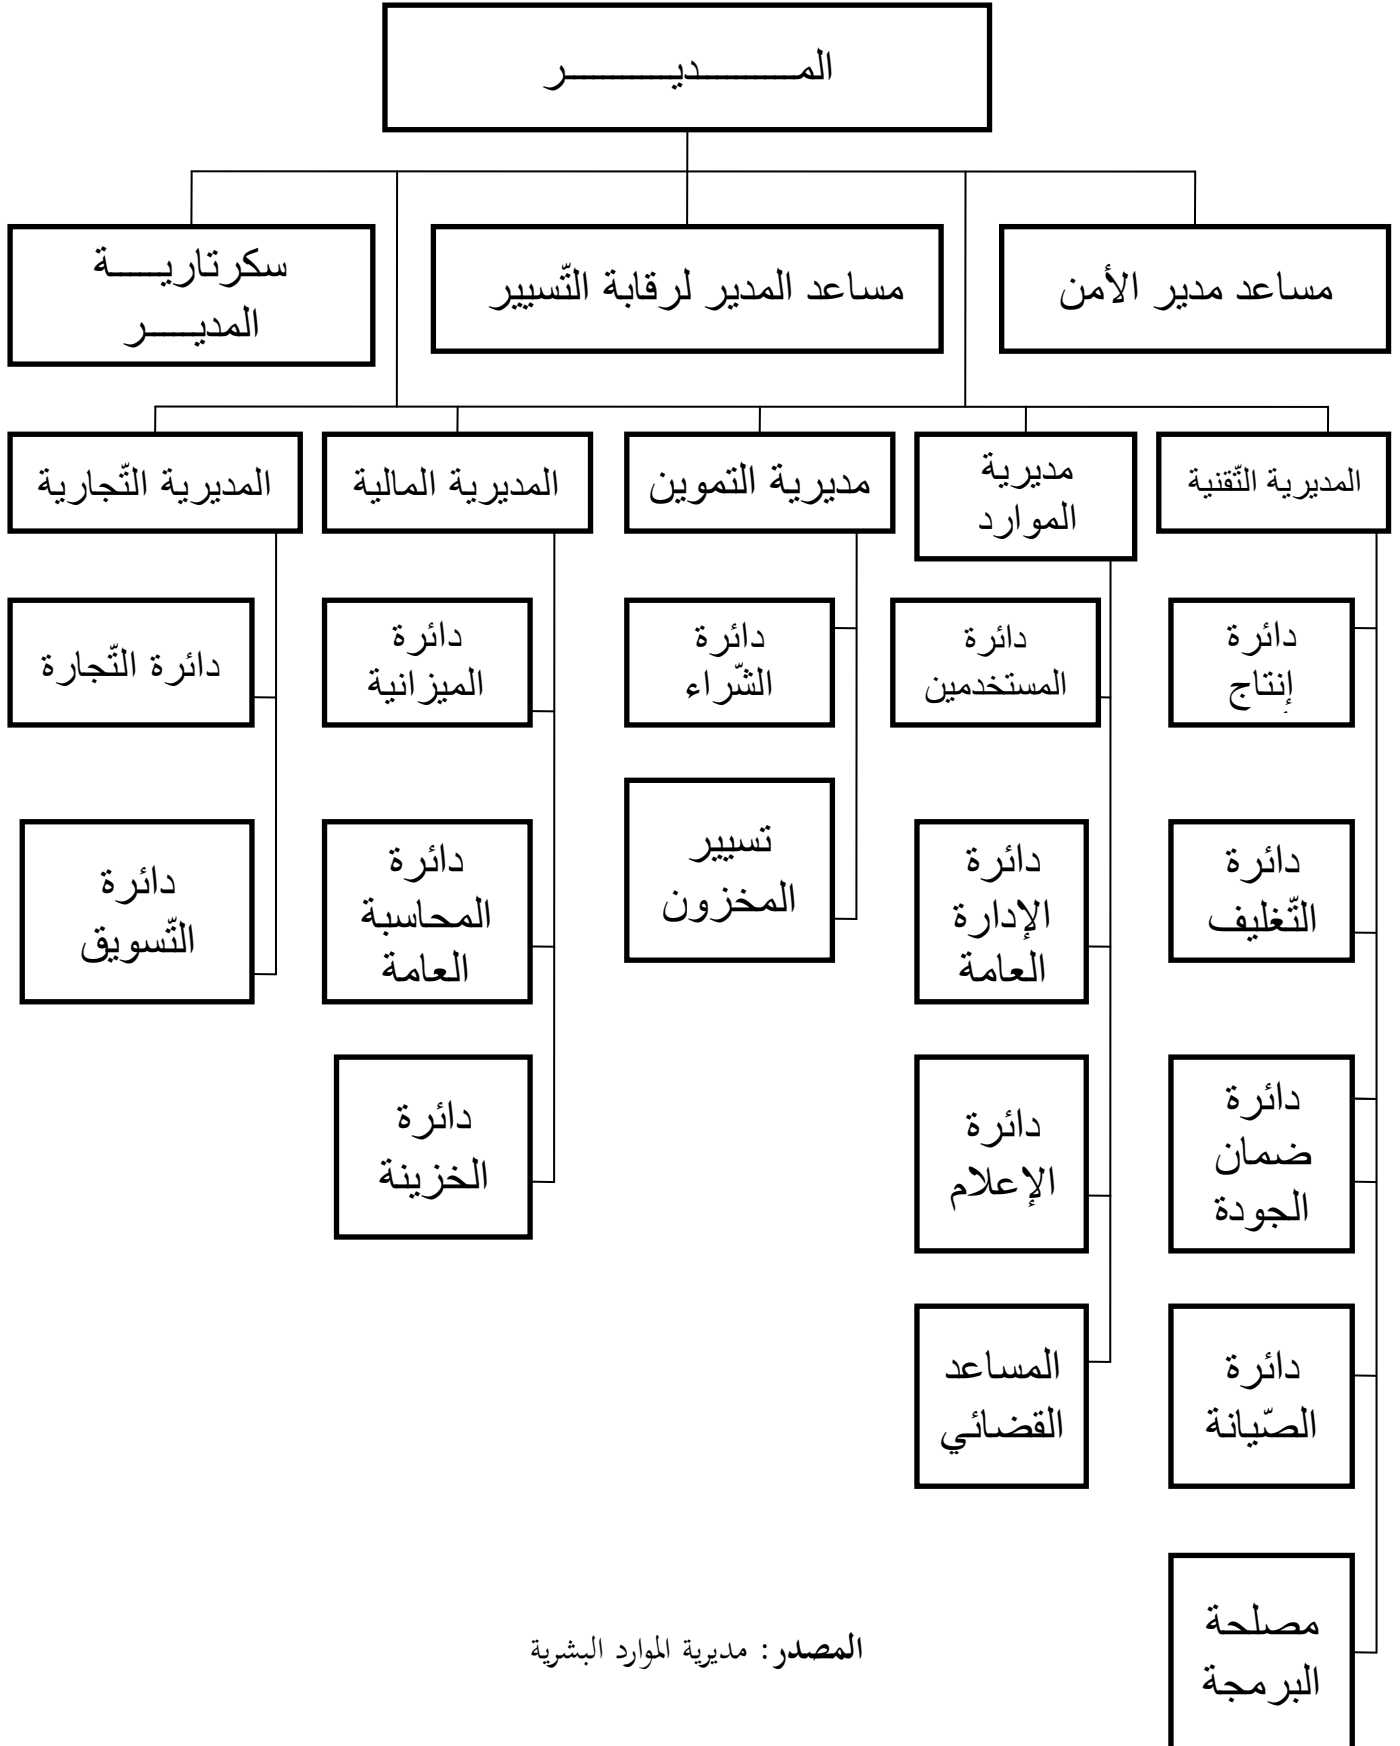 المـــــــــديــــــــــر
مساعد مدير الأمن
مساعد المدير لرقابة التّسيير
سكرتاريـــــة
المديـــــر
المديرية التّقنية
مديرية
الموارد
مديرية التموين
المديرية المالية
المديرية التّجارية
دائرة
إنتاج
دائرة
المستخدمين
دائرة
الشّراء
دائرة
الميزانية
دائرة التّجارة
دائرة
التّغليف
دائرة
الإدارة
العامة
تسيير
المخزون
دائرة
المحاسبة
العامة
دائرة
التّسويق
دائرة
ضمان
الجودة
دائرة
الإعلام
دائرة
الخزينة
دائرة
الصّيانة
المساعد
القضائي
مصلحة
البرمجة
المصدر: مديرية الموارد البشرية